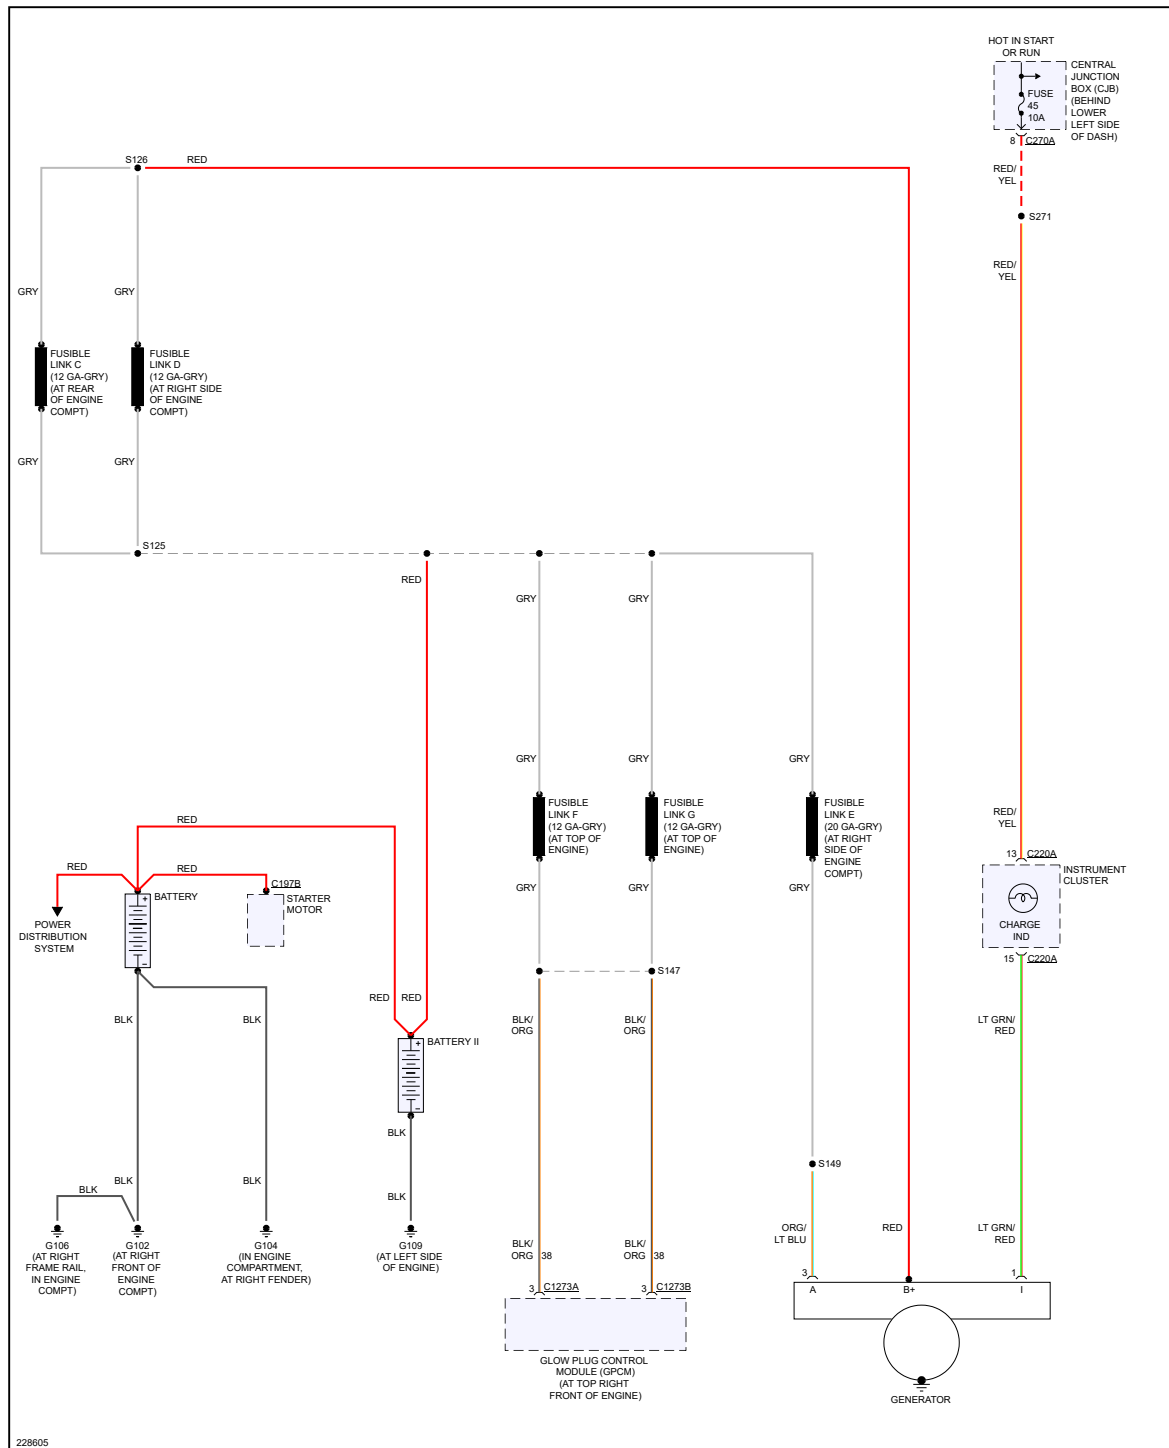 HOT IN START
OR RUN
CENTRAL
JUNCTION
BOX (CJB)
(BEHIND
LOWER
LEFT SIDE
OF DASH)
FUSE
45
10A
8
C270A
RED/
YEL
S271
RED/
YEL
S126
RED
GRY
GRY
FUSIBLE
LINK C
(12 GA-GRY)
(AT REAR
OF ENGINE
COMPT)
FUSIBLE
LINK D
(12 GA-GRY)
(AT RIGHT SIDE
OF ENGINE
COMPT)
GRY
GRY
S125
RED
GRY
GRY
GRY
GRY
GRY
FUSIBLE
LINK F
(12 GA-GRY)
(AT TOP OF
ENGINE)
FUSIBLE
LINK G
(12 GA-GRY)
(AT TOP OF
ENGINE)
FUSIBLE
LINK E
(20 GA-GRY)
(AT RIGHT
SIDE OF
ENGINE
COMPT)
RED/
YEL
13
C220A
INSTRUMENT
CLUSTER
CHARGE
IND
15
C220A
RED
RED
RED
C197B
BATTERY
+
-
STARTER
MOTOR
POWER
DISTRIBUTION
SYSTEM
GRY
GRY
GRY
S147
RED
RED
BLK
BLK
BLK/
ORG
BLK/
ORG
LT GRN/
RED
BATTERY II
+
-
BLK
S149
BLK
BLK
BLK
G106
(AT RIGHT
FRAME RAIL,
IN ENGINE
COMPT)
G102
(AT RIGHT
FRONT OF
ENGINE
COMPT)
G104
(IN ENGINE
COMPARTMENT,
AT RIGHT FENDER)
G109
(AT LEFT SIDE
OF ENGINE)
BLK/
ORG
38
BLK/
ORG
38
ORG/
LT BLU
RED
LT GRN/
RED
3
C1273A
3
C1273B
3
1
A
B+
I
GLOW PLUG CONTROL
MODULE (GPCM)
(AT TOP RIGHT
FRONT OF ENGINE)
GENERATOR
228605